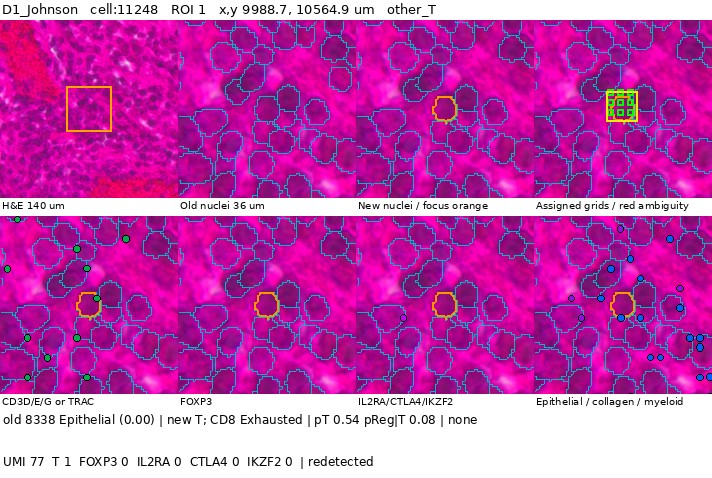 D1_Johnson cell:11248 ROI 1 x,y 9988.7, 10564.9 um other_T
H&E 140 um
Old nuclei 36 um
New nuclei / focus orange
Assigned grids / red ambiguity
CD3D/E/G or TRAC
FOXP3
IL2RA/CTLA4/IKZF2
Epithelial / collagen / myeloid
old 8338 Epithelial (0.00) | new T; CD8 Exhausted | pT 0.54 pReg|T 0.08 | none
UMI 77 T 1 FOXP3 0 IL2RA 0 CTLA4 0 IKZF2 0 | redetected